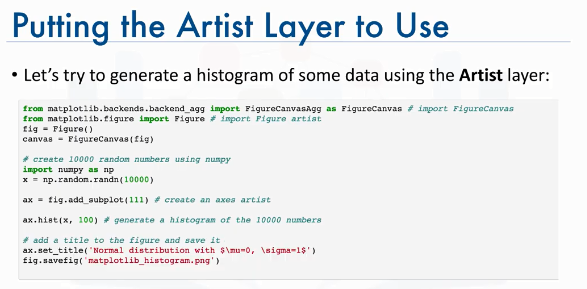 Putting the Artist Layer to Use
• Let's try to generate a histogram of some data using the Artist layer:
from matplotlib.backends.backend_agg import FigureCanvasAgg as FigureCanvas # import FigureCanvas
from matplotlib.figure import Figure # import Figure artist
fig = Figure()
canvas = FigureCanvas(fig)
# create 10000 random numbers using numpy
import numpy as np
x = np.random.randn(10000)
ax = fig.add_subplot(111) # create an axes artist
ax.hist(x, 100) # generate a histogram of the 10000 numbers
# add a title to the figure and save it
ax.set_title('Normal distribution with $\mu=0, \sigma=1$')
fig.savefig('matplotlib_histogram.png')